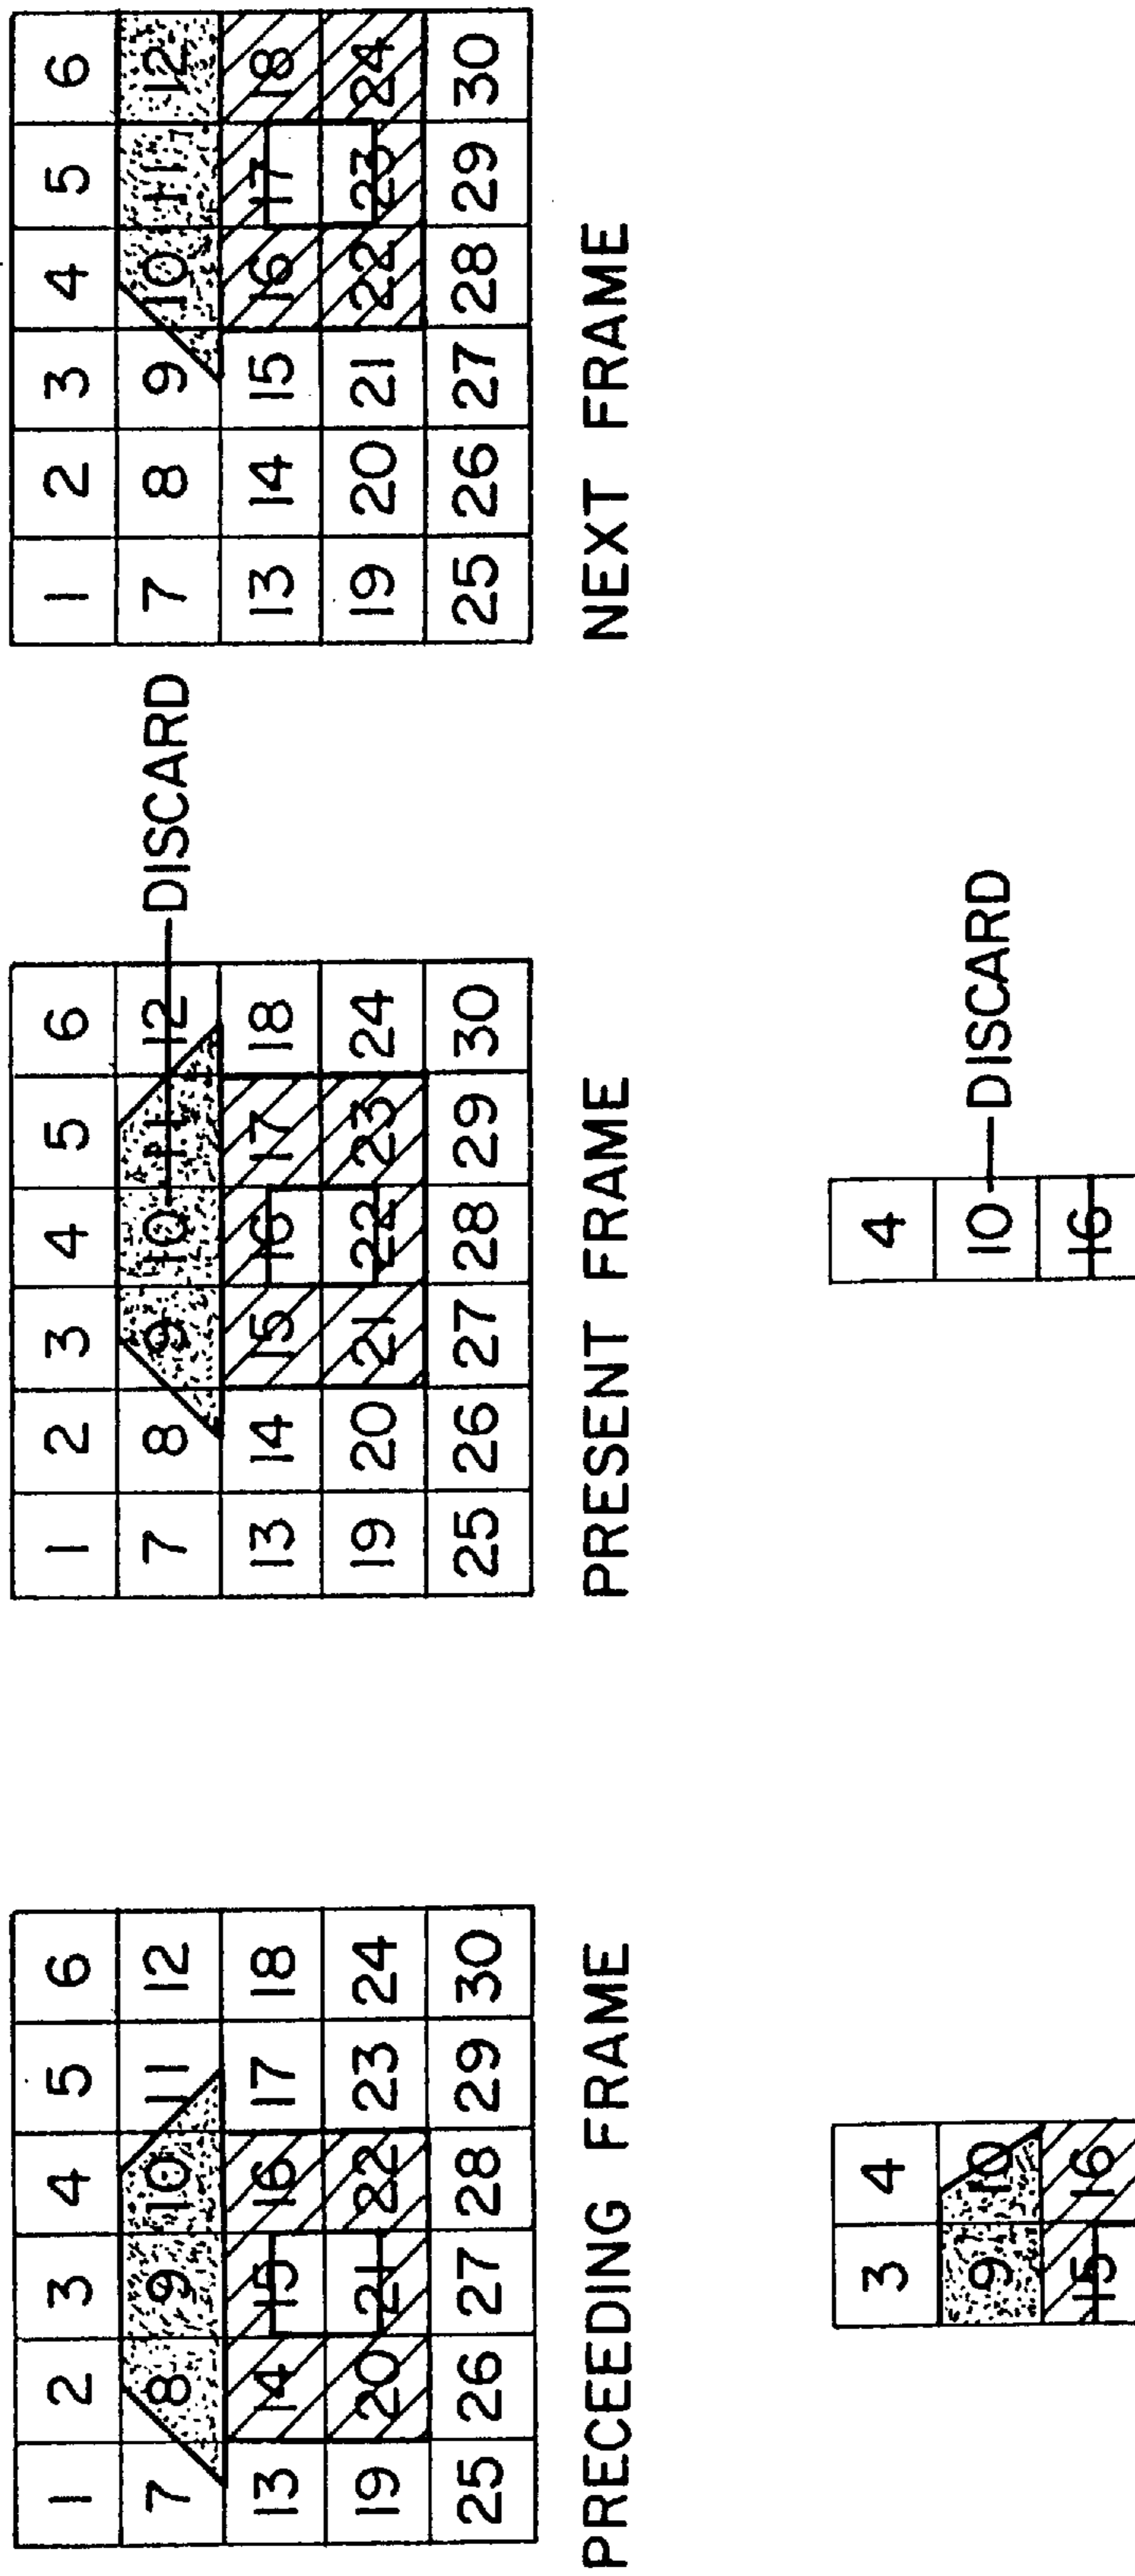 1 2 3 4 5 6
7 8 9 10 11 12
13 14 15 16 17 18
19 20 21 22 23 24
25 26 27 28 29 30
PRECEEDING FRAME
1 2 3 4 5 6
7 8 9 10 11 12 DISCARD
13 14 15 16 17 18
19 20 21 22 23 24
25 26 27 28 29 30
PRESENT FRAME
1 2 3 4 5 6
7 8 9 10 11 12
13 14 15 16 17 18
19 20 21 22 23 24
25 26 27 28 29 30
NEXT FRAME
3 4
9 10
15 16
4
10 DISCARD
16